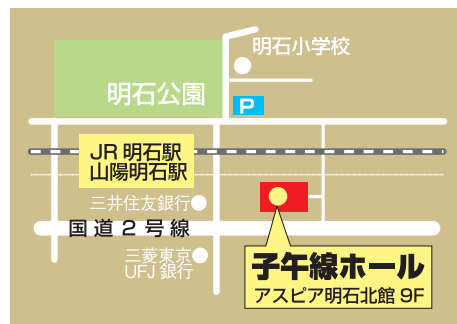 明石小学校
明石公園
P
JR 明石駅
山陽明石駅
三井住友銀行
国道2号線
三菱東京
UFJ 銀行
子午線ホール
アスピア明石北館 9F